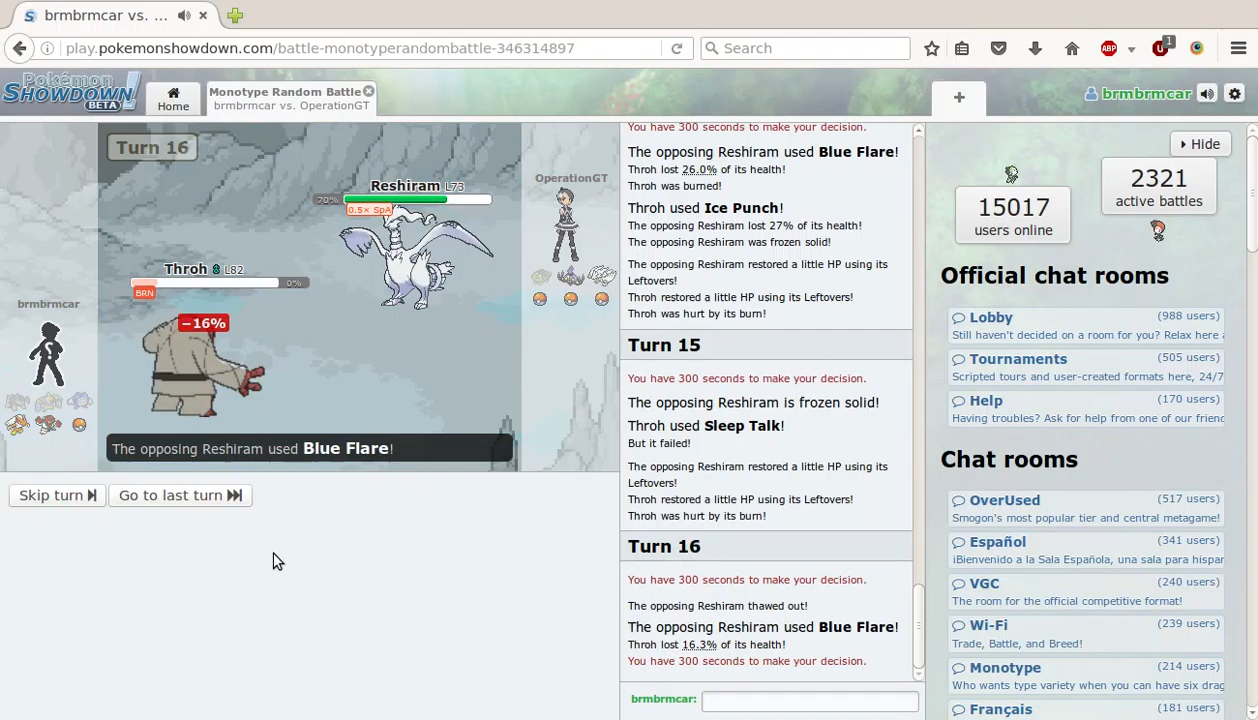 brmbrmcar vs. ...
play.pokemonshowdown.com/battle-monotyperandombattle-346314897
Search
ABP
1
Pokémon
SHOWDOWN!
BETA
Home
Monotype Random Battle
brmbrmcar vs. OperationGT
+
brmbrmcar
Turn 16
Reshiram L73
70%
0.5× SpA
Throh L82
0%
BRN
−16%
brmbrmcar
OperationGT
The opposing Reshiram used Blue Flare!
Skip turn
Go to last turn
You have 300 seconds to make your decision.
The opposing Reshiram used Blue Flare!
Throh lost 26.0% of its health!
Throh was burned!
Throh used Ice Punch!
The opposing Reshiram lost 27% of its health!
The opposing Reshiram was frozen solid!
The opposing Reshiram restored a little HP using its
Leftovers!
Throh restored a little HP using its Leftovers!
Throh was hurt by its burn!
Turn 15
You have 300 seconds to make your decision.
The opposing Reshiram is frozen solid!
Throh used Sleep Talk!
But it failed!
The opposing Reshiram restored a little HP using its
Leftovers!
Throh restored a little HP using its Leftovers!
Throh was hurt by its burn!
Turn 16
You have 300 seconds to make your decision.
The opposing Reshiram thawed out!
The opposing Reshiram used Blue Flare!
Throh lost 16.3% of its health!
You have 300 seconds to make your decision.
brmbrmcar:
Hide
15017
users online
2321
active battles
Official chat rooms
Lobby (988 users)
Still haven't decided on a room for you? Relax here
Tournaments (505 users)
Scripted tours and user-created formats here, 24/7
Help (170 users)
Having troubles? Ask for help from one of our friend
Chat rooms
OverUsed (517 users)
Smogon's most popular tier and central metagame!
Español (341 users)
¡Bienvenido a la Sala Española, una sala para hispar
VGC (240 users)
The room for the official competitive format!
Wi-Fi (239 users)
Trade, Battle, and Breed!
Monotype (214 users)
Who wants type variety when you can have six drag
Français (181 users)